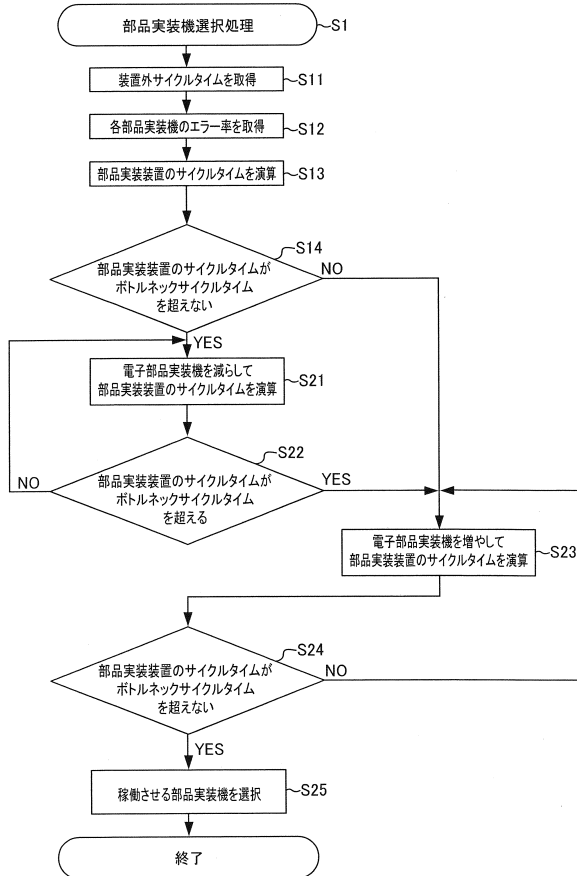 部品実装機選択処理
S1
装置外サイクルタイムを取得
S11
各部品実装機のエラー率を取得
S12
部品実装装置のサイクルタイムを演算
S13
S14
部品実装装置のサイクルタイムが
ボトルネックサイクルタイム
を超えない
NO
YES
電子部品実装機を減らして
部品実装装置のサイクルタイムを演算
S21
S22
部品実装装置のサイクルタイムが
ボトルネックサイクルタイム
を超える
NO
YES
電子部品実装機を増やして
部品実装装置のサイクルタイムを演算
S23
S24
部品実装装置のサイクルタイムが
ボトルネックサイクルタイム
を超えない
NO
YES
稼働させる部品実装機を選択
S25
終了